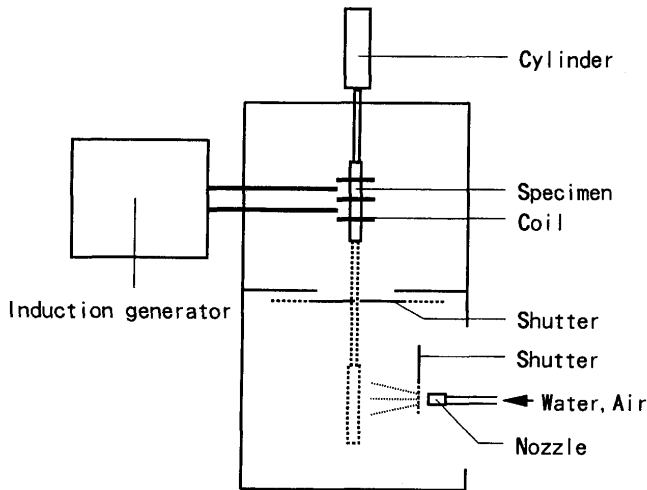 Cylinder
Specimen
Coil
Induction generator
Shutter
Shutter
Water, Air
Nozzle